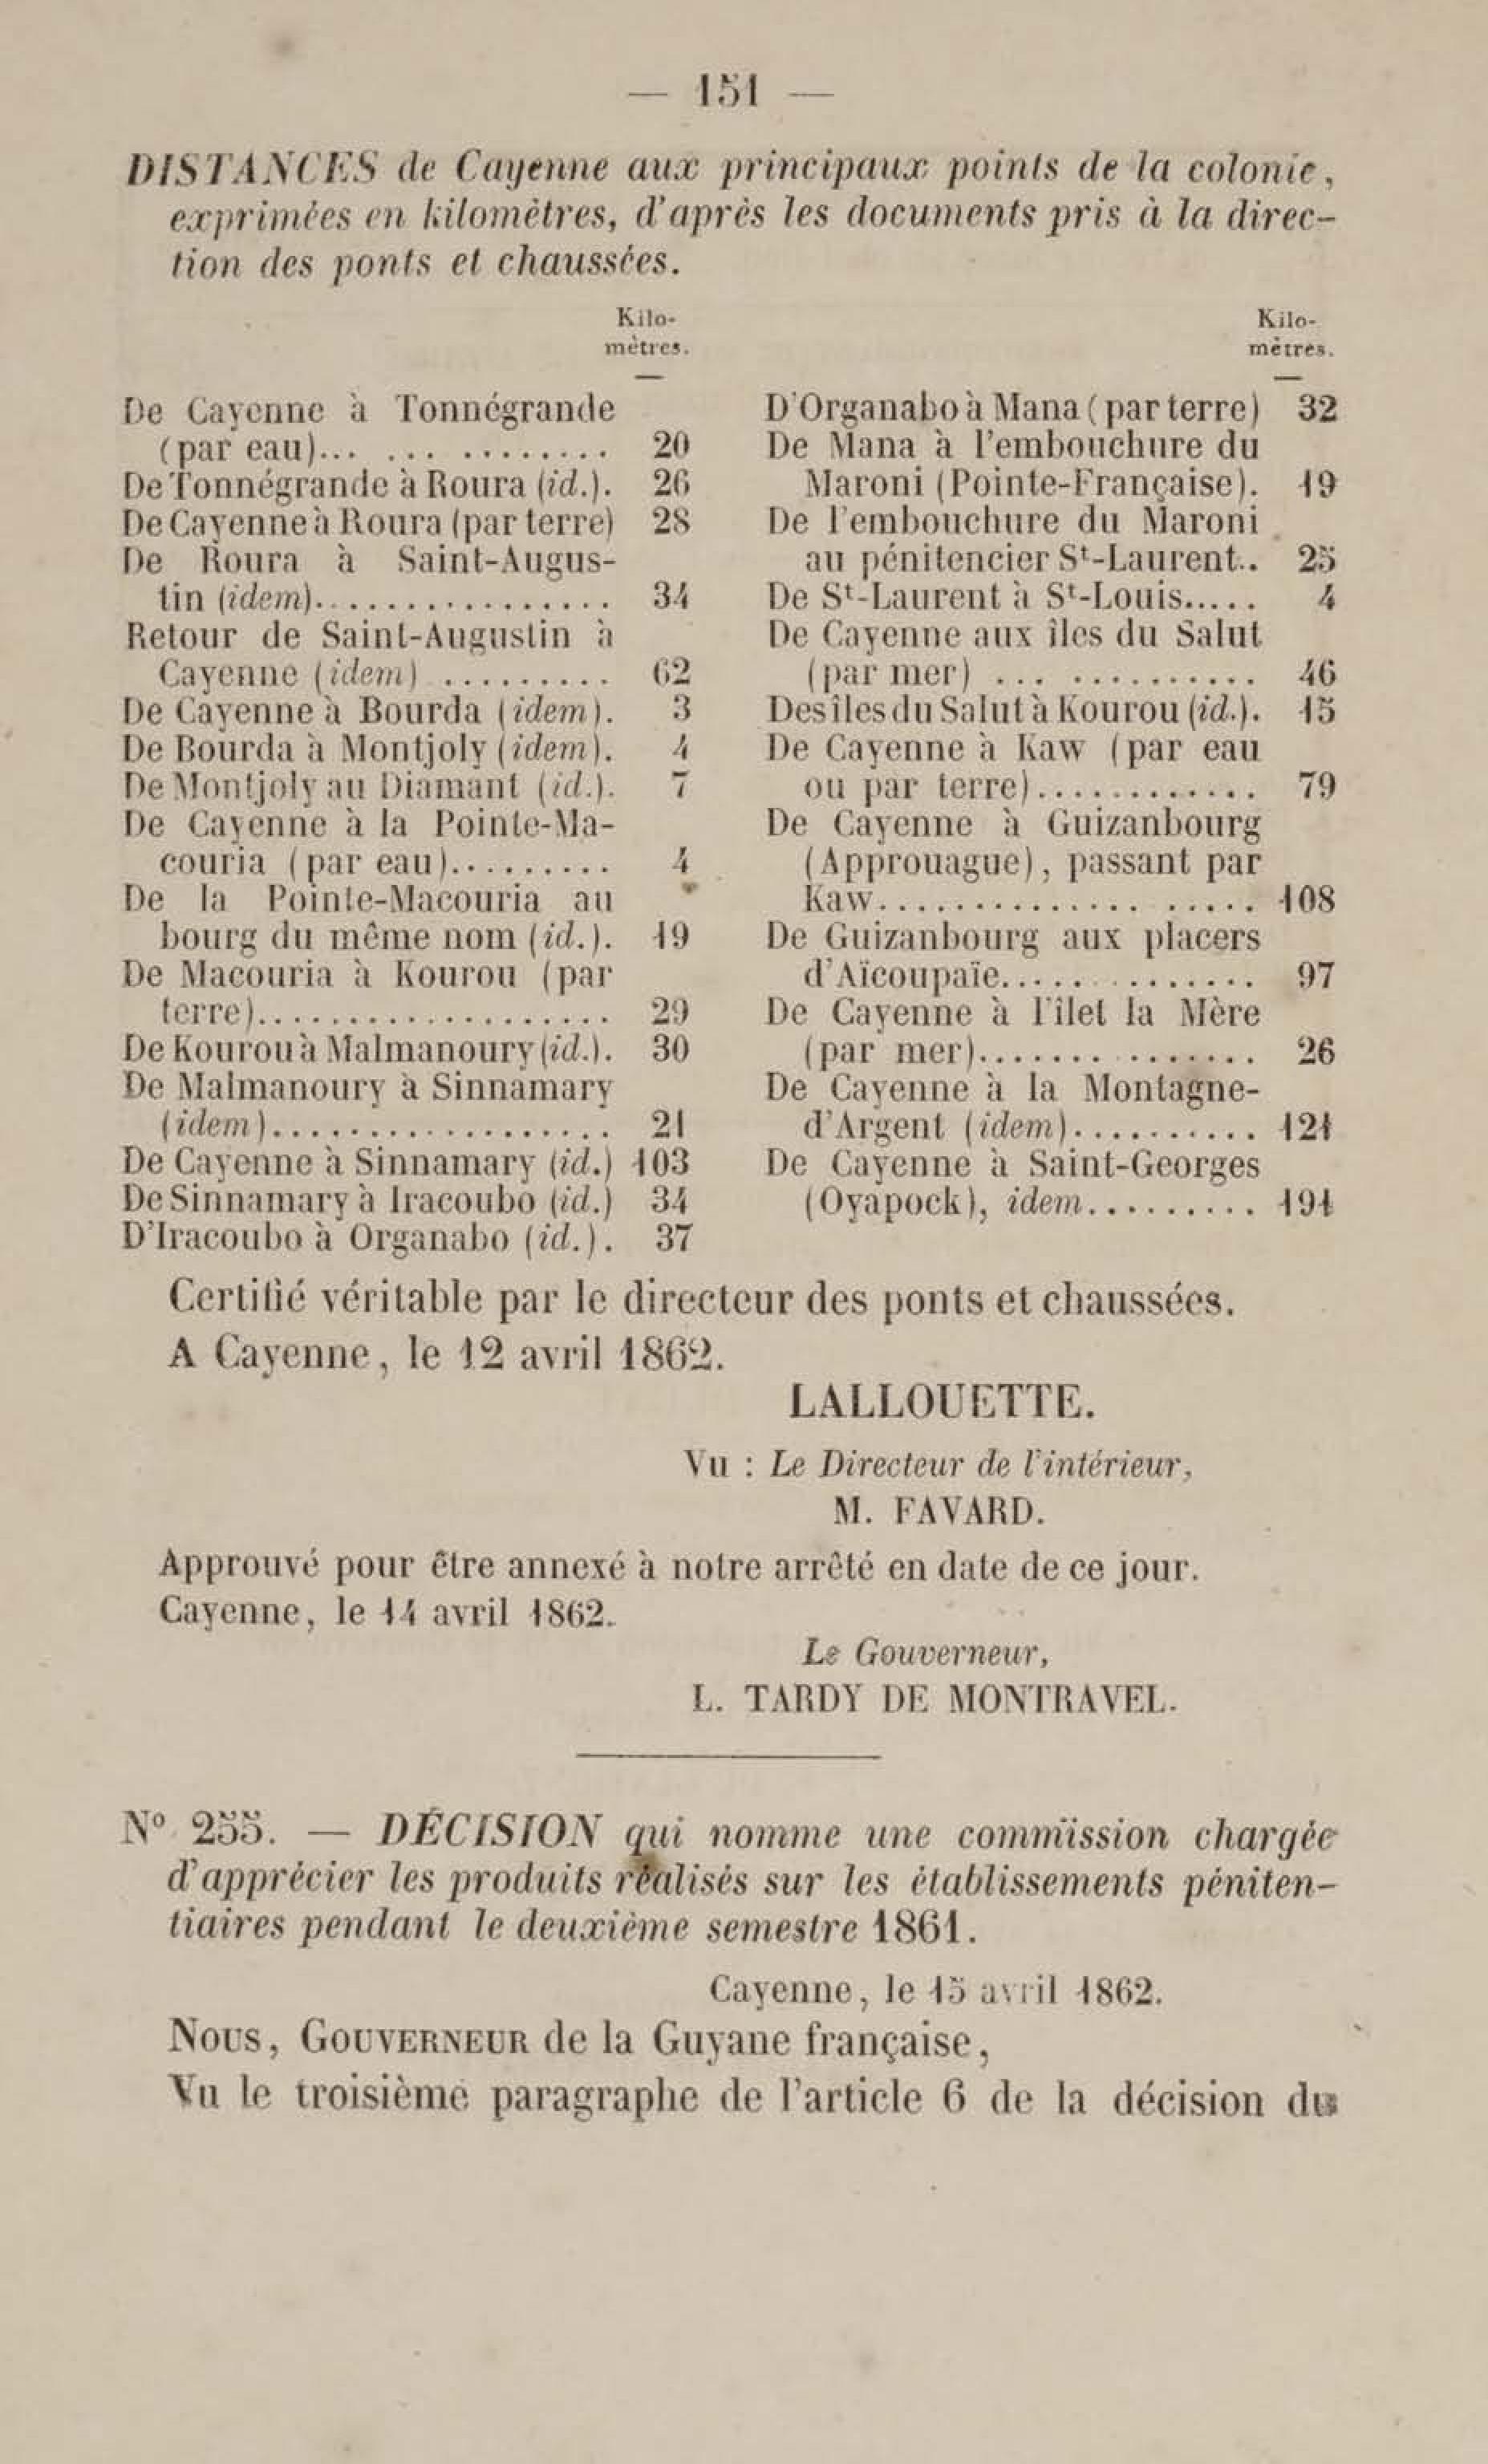 — 151 —
DISTANCES de Cayenne aux principaux points de la colonie,
exprimées en kilomètres, d'après les documents pris à la direc-
tion des ponts et chaussées.
Kilo-
mètres.
De Cayenne à Tonnégrande
(par eau)... ... ........ 20
De Tonnégrande à Roura (id.). 26
De Cayenne à Roura (par terre) 28
De Roura à Saint-Augus-
tin (idem)................ 34
Retour de Saint-Augustin à
Cayenne (idem) ......... 62
De Cayenne à Bourda (idem). 3
De Bourda à Montjoly (idem). 4
De Montjoly au Diamant (id.). 7
De Cayenne à la Pointe-Ma-
couria (par eau)......... 4
De la Pointe-Macouria au
bourg du même nom (id.). 19
De Macouria à Kourou (par
terre)................... 29
De Kourou à Malmanoury (id.). 30
De Malmanoury à Sinnamary
(idem).................. 21
De Cayenne à Sinnamary (id.) 103
De Sinnamary à Iracoubo (id.) 34
D'Iracoubo à Organabo (id.). 37
Kilo-
mètres.
D'Organabo à Mana (par terre) 32
De Mana à l'embouchure du
Maroni (Pointe-Française). 19
De l'embouchure du Maroni
au pénitencier St-Laurent.. 25
De St-Laurent à St-Louis..... 4
De Cayenne aux îles du Salut
(par mer) ... .......... 46
Des îles du Salut à Kourou (id.). 15
De Cayenne à Kaw (par eau
ou par terre)............ 79
De Cayenne à Guizanbourg
(Approuague), passant par
Kaw.............. ..... 108
De Guizanbourg aux placers
d'Aïcoupaïe.............. 97
De Cayenne à l'îlet la Mère
(par mer)....... ....... 26
De Cayenne à la Montagne-
d'Argent (idem).......... 121
De Cayenne à Saint-Georges
(Oyapock), idem......... 191
Certifié véritable par le directeur des ponts et chaussées.
A Cayenne, le 12 avril 1862.
LALLOUETTE.
Vu : Le Directeur de l'intérieur,
M. FAVARD.
Approuvé pour être annexé à notre arrêté en date de ce jour.
Cayenne, le 14 avril 1862.
Le Gouverneur,
L. TARDY DE MONTRAVEL.
N° 255. — DÉCISION qui nomme une commission chargée
d'apprécier les produits réalisés sur les établissements péniten-
tiaires pendant le deuxième semestre 1861.
Cayenne, le 15 avril 1862.
NOUS, GOUVERNEUR de la Guyane française,
Vu le troisième paragraphe de l'article 6 de la décision du